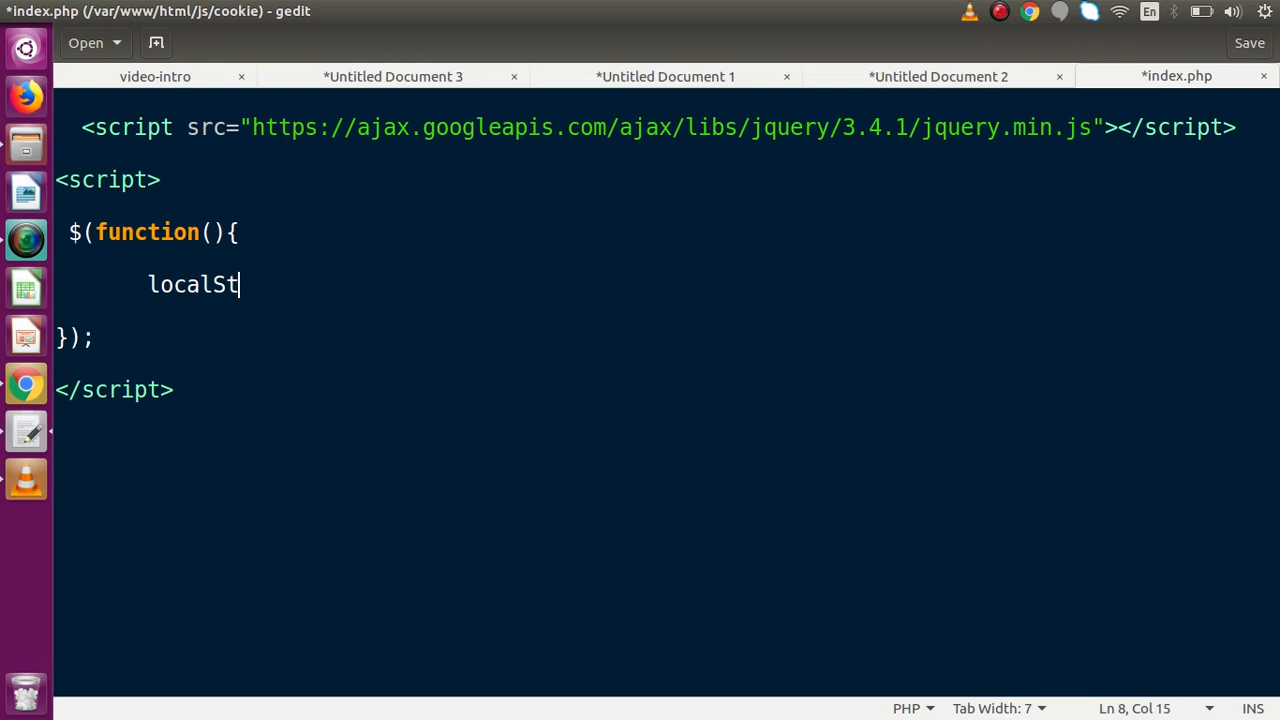 *index.php (/var/www/html/js/cookie) - gedit
En
Open
Save
video-intro × *Untitled Document 3 × *Untitled Document 1 × *Untitled Document 2 × *index.php ×
<script src="https://ajax.googleapis.com/ajax/libs/jquery/3.4.1/jquery.min.js"></script>
<script>
$(function(){
localSt
});
</script>
PHP Tab Width: 7 Ln 8, Col 15 INS